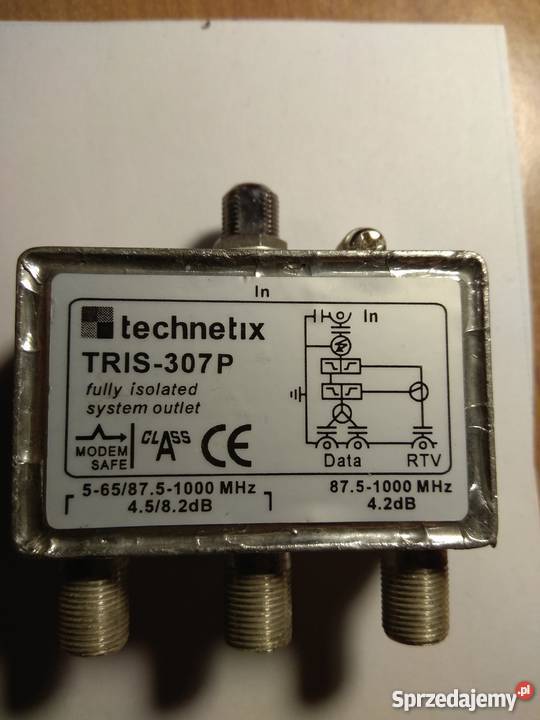 In
technetix
TRIS-307P
fully isolated
system outlet
MODEM
SAFE
CLASS
A
CE
In
Data
RTV
5-65/87.5-1000 MHz
4.5/8.2dB
87.5-1000 MHz
4.2dB
Sprzedajemy.pl